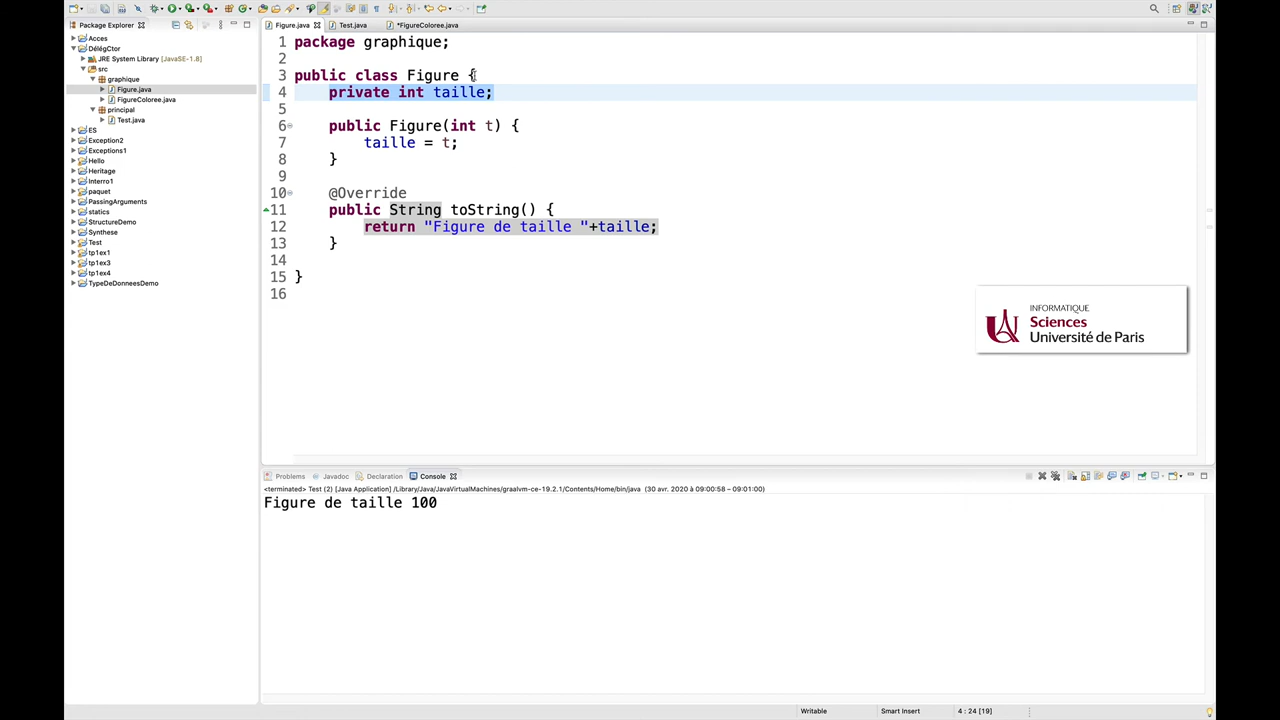 Package Explorer
Acces
DélégCtor
JRE System Library [JavaSE-1.8]
src
graphique
Figure.java
FigureColoree.java
principal
Test.java
ES
Exception2
Exceptions1
Hello
Heritage
Interro1
paquet
PassingArguments
statics
StructureDemo
Synthese
Test
tp1ex1
tp1ex3
tp1ex4
TypeDeDonneesDemo
Figure.java
Test.java
*FigureColoree.java
1 package graphique;
2
3 public class Figure {
4 private int taille;
5
6 public Figure(int t) {
7 taille = t;
8 }
9
10 @Override
11 public String toString() {
12 return "Figure de taille "+taille;
13 }
14
15 }
16
INFORMATIQUE
Sciences
Université de Paris
Problems
Javadoc
Declaration
Console
<terminated> Test (2) [Java Application] /Library/Java/JavaVirtualMachines/graalvm-ce-19.2.1/Contents/Home/bin/java (30 avr. 2020 à 09:00:58 – 09:01:00)
Figure de taille 100
Writable
Smart Insert
4 : 24 [19]